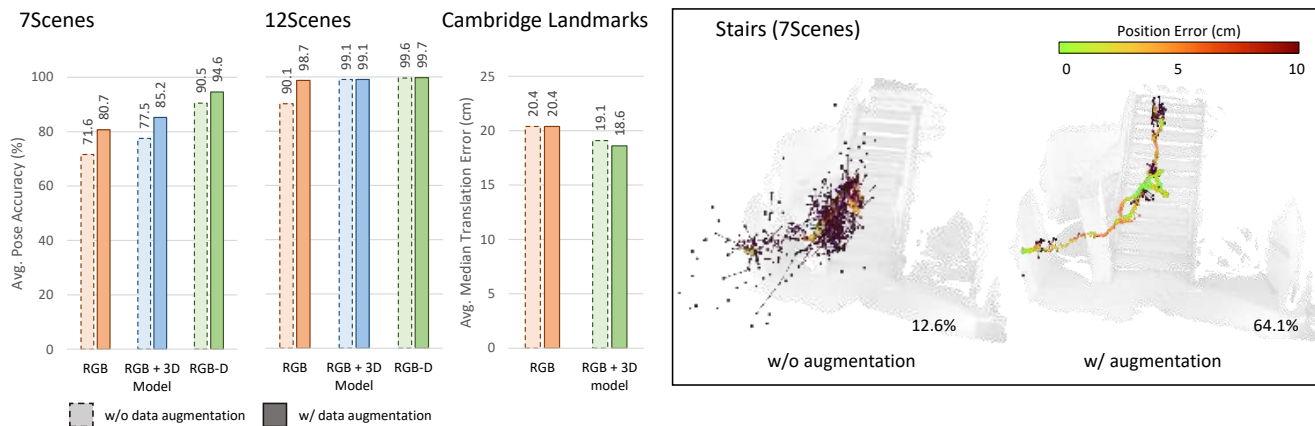 7Scenes
Avg. Pose Accuracy (%)
100
80
60
40
20
0
71.6
80.7
77.5
85.2
90.5
94.6
RGB
RGB + 3D
Model
RGB-D
12Scenes
90.1
98.7
99.1
99.1
99.6
99.7
RGB
RGB + 3D
Model
RGB-D
Cambridge Landmarks
Avg. Median Translation Error (cm)
25
20
15
10
5
0
20.4
20.4
19.1
18.6
RGB
RGB + 3D
model
w/o data augmentation
w/ data augmentation
Stairs (7Scenes)
Position Error (cm)
0
5
10
12.6%
64.1%
w/o augmentation
w/ augmentation